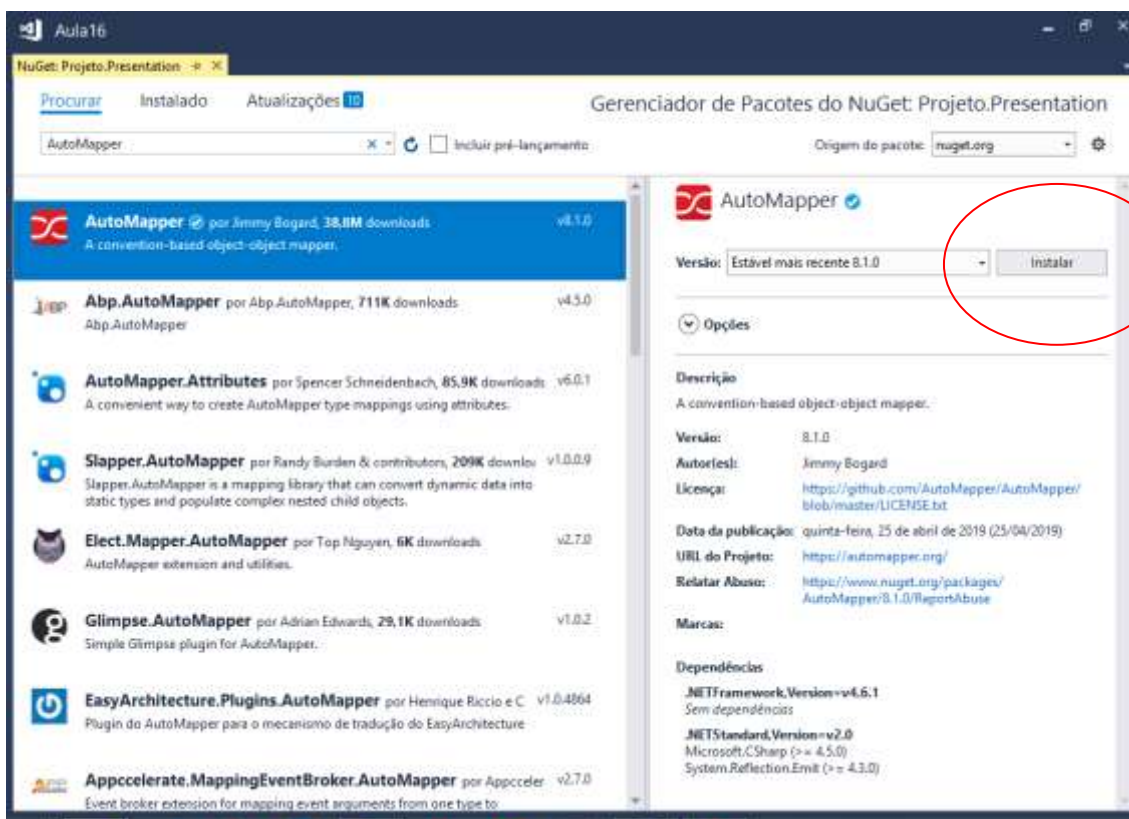 Aula16
NuGet: Projeto.Presentation
Procurar Instalado Atualizações 10
Gerenciador de Pacotes do NuGet: Projeto.Presentation
AutoMapper
Incluir pré-lançamento
Origem do pacote: nuget.org
AutoMapper por Jimmy Bogard, 38,8M downloads v8.1.0
A convention-based object-object mapper.
Abp.AutoMapper por Abp.AutoMapper, 711K downloads v4.5.0
Abp.AutoMapper
AutoMapper.Attributes por Spencer Schneidenbach, 85,9K downloads v6.0.1
A convenient way to create AutoMapper type mappings using attributes.
Slapper.AutoMapper por Randy Burden & contributors, 209K downloa v1.0.0.9
Slapper.AutoMapper is a mapping library that can convert dynamic data into
static types and populate complex nested child objects.
Elect.Mapper.AutoMapper por Top Nguyen, 6K downloads v2.7.0
AutoMapper extension and utilities.
Glimpse.AutoMapper por Adrian Edwards, 29,1K downloads v1.0.2
Simple Glimpse plugin for AutoMapper.
EasyArchitecture.Plugins.AutoMapper por Henrique Riccio e C v1.0.4864
Plugin do AutoMapper para o mecanismo de tradução do EasyArchitecture
Appccelerate.MappingEventBroker.AutoMapper por Appcceler v2.7.0
Event broker extension for mapping event arguments from one type to
AutoMapper
Versão: Estável mais recente 8.1.0 Instalar
Opções
Descrição
A convention-based object-object mapper.
Versão: 8.1.0
Autor(es): Jimmy Bogard
Licença: https://github.com/AutoMapper/AutoMapper/
blob/master/LICENSE.txt
Data da publicação: quinta-feira, 25 de abril de 2019 (25/04/2019)
URL do Projeto: https://automapper.org/
Relatar Abuso: https://www.nuget.org/packages/
AutoMapper/8.1.0/ReportAbuse
Marcas:
Dependências
.NETFramework,Version=v4.6.1
Sem dependências
.NETStandard,Version=v2.0
Microsoft.CSharp (>= 4.5.0)
System.Reflection.Emit (>= 4.3.0)